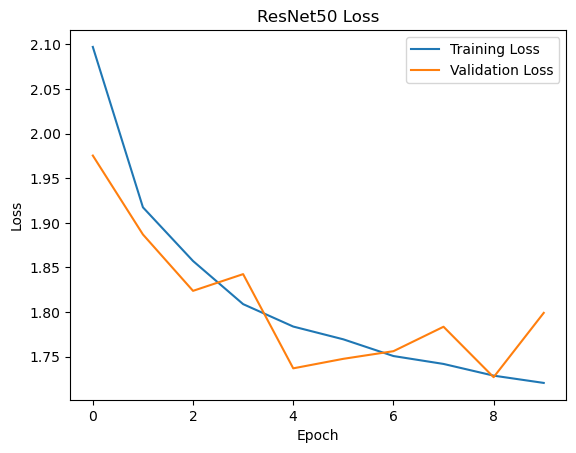 ResNet50 Loss
Training Loss
Validation Loss
2.10
2.05
2.00
1.95
1.90
1.85
1.80
1.75
Loss
0
2
4
6
8
Epoch